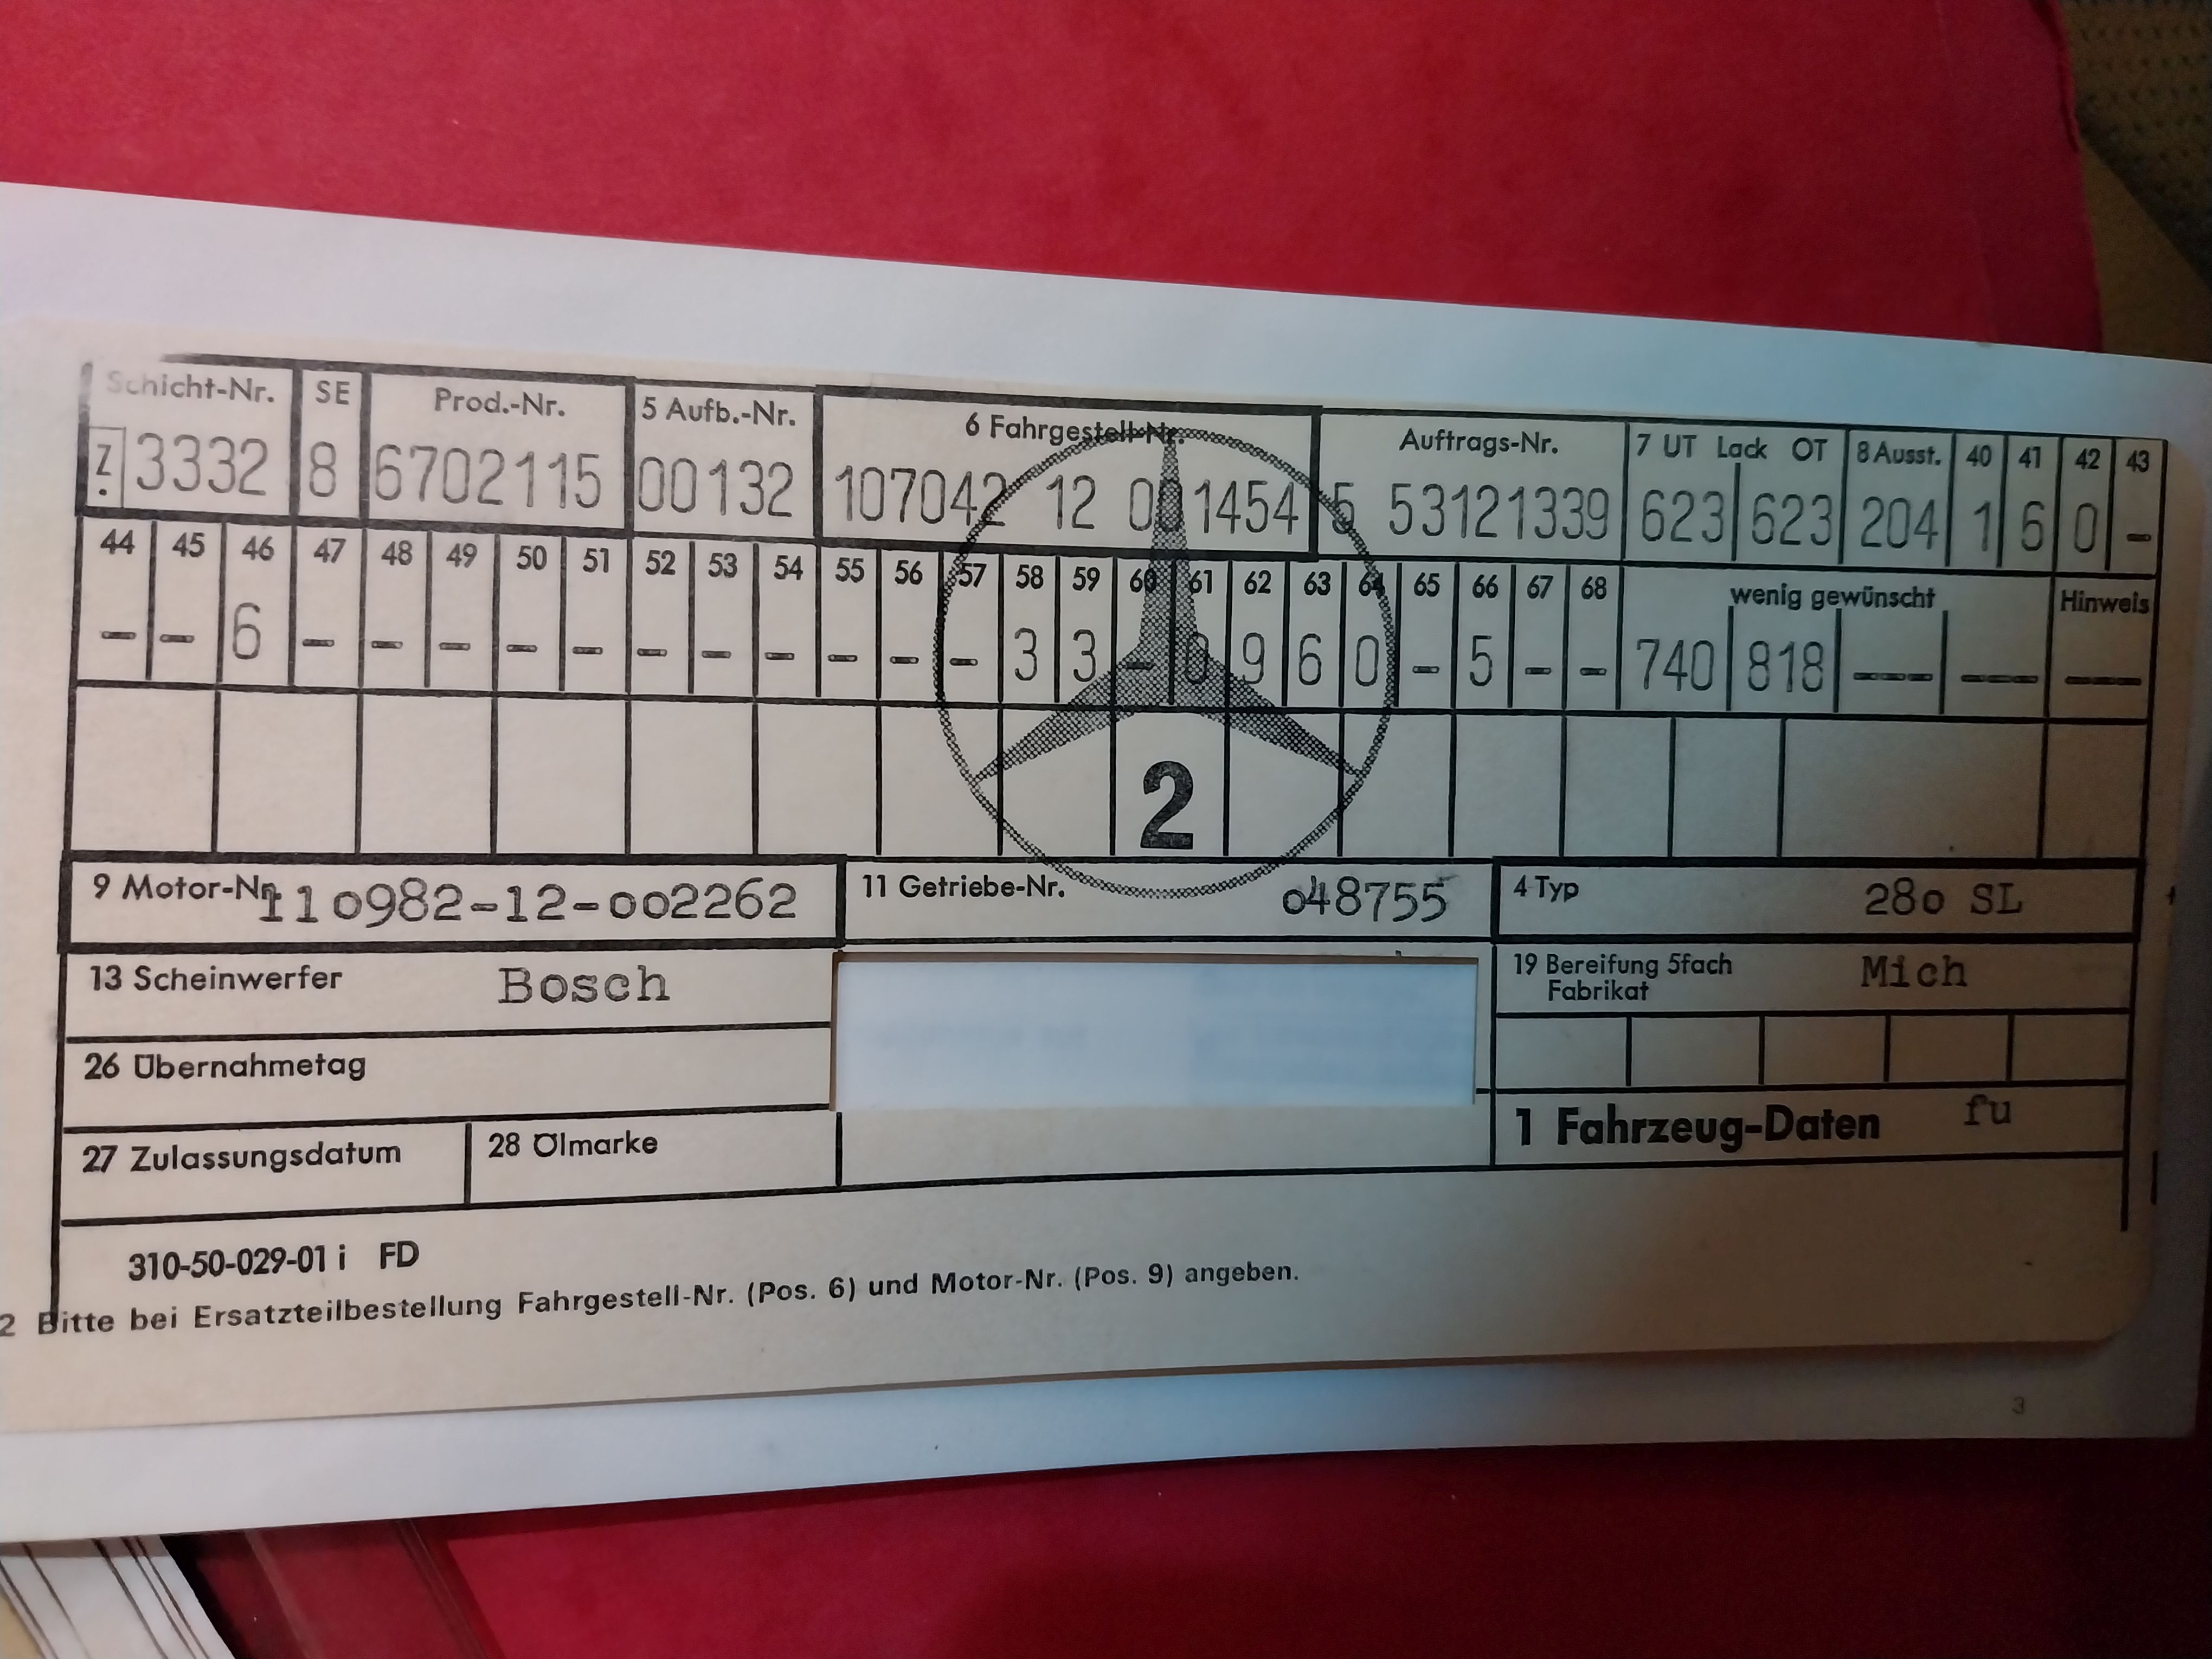 Schicht-Nr. SE Prod.-Nr. 5 Aufb.-Nr. 6 Fahrgestell-Nr. Auftrags-Nr. 7 UT Lack OT 8 Ausst. 40 41 42 43
Z. 3332 8 6702115 00132 107042 12 001454 5 53121339 623 623 204 1 6 0 -
44 45 46 47 48 49 50 51 52 53 54 55 56 57 58 59 60 61 62 63 64 65 66 67 68 wenig gewünscht Hinweis
- - 6 - - - - - - - - - - - 3 3 - 0 9 6 0 - 5 - - 740 818 --- --- ---
2
9 Motor-Nr. 110982-12-002262 11 Getriebe-Nr. 048755 4 Typ 280 SL
13 Scheinwerfer Bosch 19 Bereifung 5fach Mich
Fabrikat
26 Übernahmetag
1 Fahrzeug-Daten fu
27 Zulassungsdatum 28 Ölmarke
310-50-029-01 i FD
2 Bitte bei Ersatzteilbestellung Fahrgestell-Nr. (Pos. 6) und Motor-Nr. (Pos. 9) angeben.
3